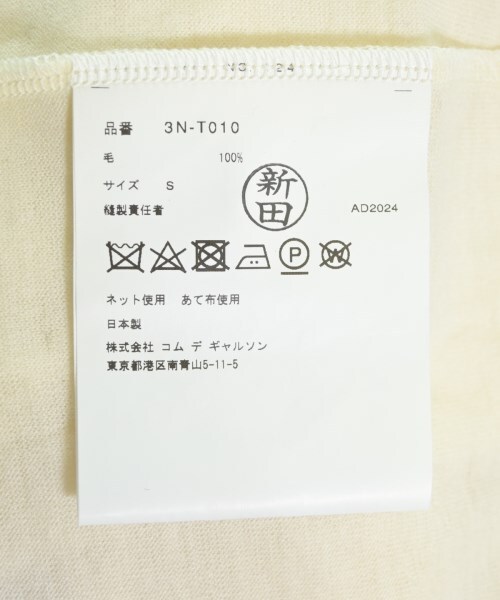 品番 3N-T010
毛 100%
サイズ S
縫製責任者
新田
AD2024
P
W
ネット使用 あて布使用
日本製
株式会社 コム デ ギャルソン
東京都港区南青山5-11-5